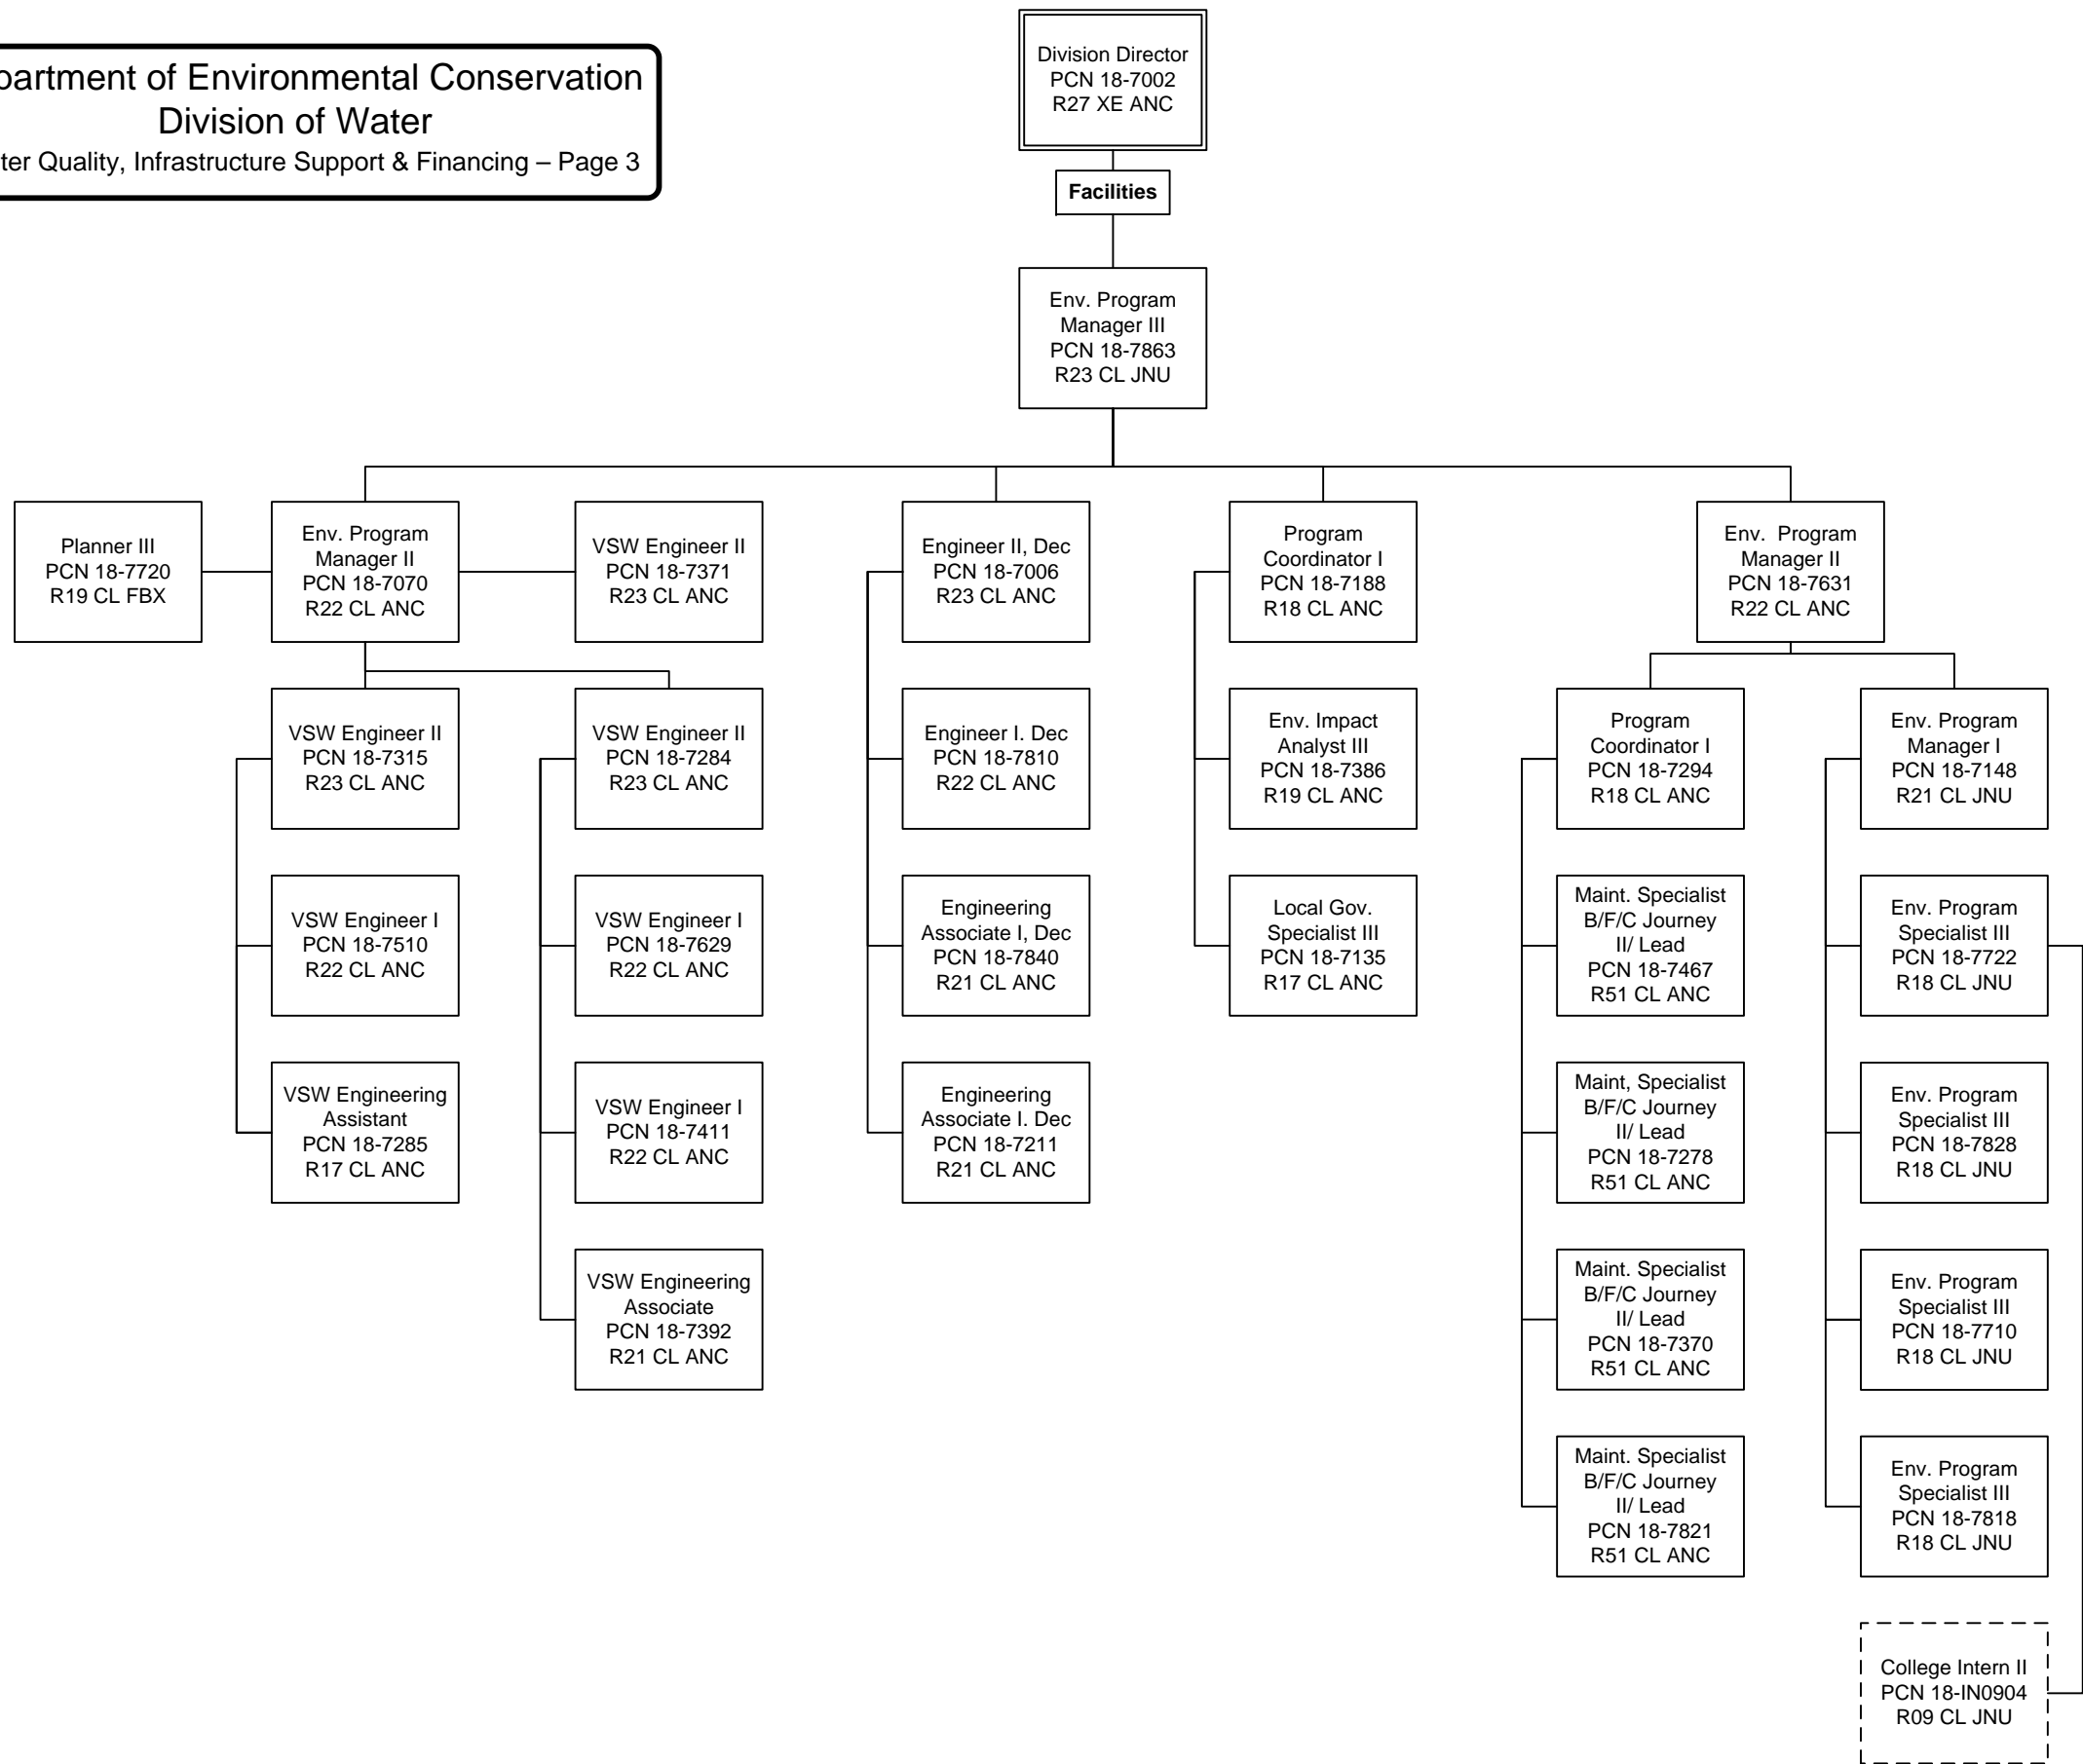 partment of Environmental Conservation
Division of Water
ter Quality, Infrastructure Support & Financing – Page 3
Division Director
PCN 18-7002
R27 XE ANC
Facilities
Env. Program
Manager III
PCN 18-7863
R23 CL JNU
Planner III
PCN 18-7720
R19 CL FBX
Env. Program
Manager II
PCN 18-7070
R22 CL ANC
VSW Engineer II
PCN 18-7371
R23 CL ANC
Engineer II, Dec
PCN 18-7006
R23 CL ANC
Program
Coordinator I
PCN 18-7188
R18 CL ANC
Env. Program
Manager II
PCN 18-7631
R22 CL ANC
VSW Engineer II
PCN 18-7315
R23 CL ANC
VSW Engineer II
PCN 18-7284
R23 CL ANC
Engineer I. Dec
PCN 18-7810
R22 CL ANC
Env. Impact
Analyst III
PCN 18-7386
R19 CL ANC
Program
Coordinator I
PCN 18-7294
R18 CL ANC
Env. Program
Manager I
PCN 18-7148
R21 CL JNU
VSW Engineer I
PCN 18-7510
R22 CL ANC
VSW Engineer I
PCN 18-7629
R22 CL ANC
Engineering
Associate I, Dec
PCN 18-7840
R21 CL ANC
Local Gov.
Specialist III
PCN 18-7135
R17 CL ANC
Maint. Specialist
B/F/C Journey
II/ Lead
PCN 18-7467
R51 CL ANC
Env. Program
Specialist III
PCN 18-7722
R18 CL JNU
VSW Engineering
Assistant
PCN 18-7285
R17 CL ANC
VSW Engineer I
PCN 18-7411
R22 CL ANC
Engineering
Associate I. Dec
PCN 18-7211
R21 CL ANC
Maint, Specialist
B/F/C Journey
II/ Lead
PCN 18-7278
R51 CL ANC
Env. Program
Specialist III
PCN 18-7828
R18 CL JNU
VSW Engineering
Associate
PCN 18-7392
R21 CL ANC
Maint. Specialist
B/F/C Journey
II/ Lead
PCN 18-7370
R51 CL ANC
Env. Program
Specialist III
PCN 18-7710
R18 CL JNU
Maint. Specialist
B/F/C Journey
II/ Lead
PCN 18-7821
R51 CL ANC
Env. Program
Specialist III
PCN 18-7818
R18 CL JNU
College Intern II
PCN 18-IN0904
R09 CL JNU